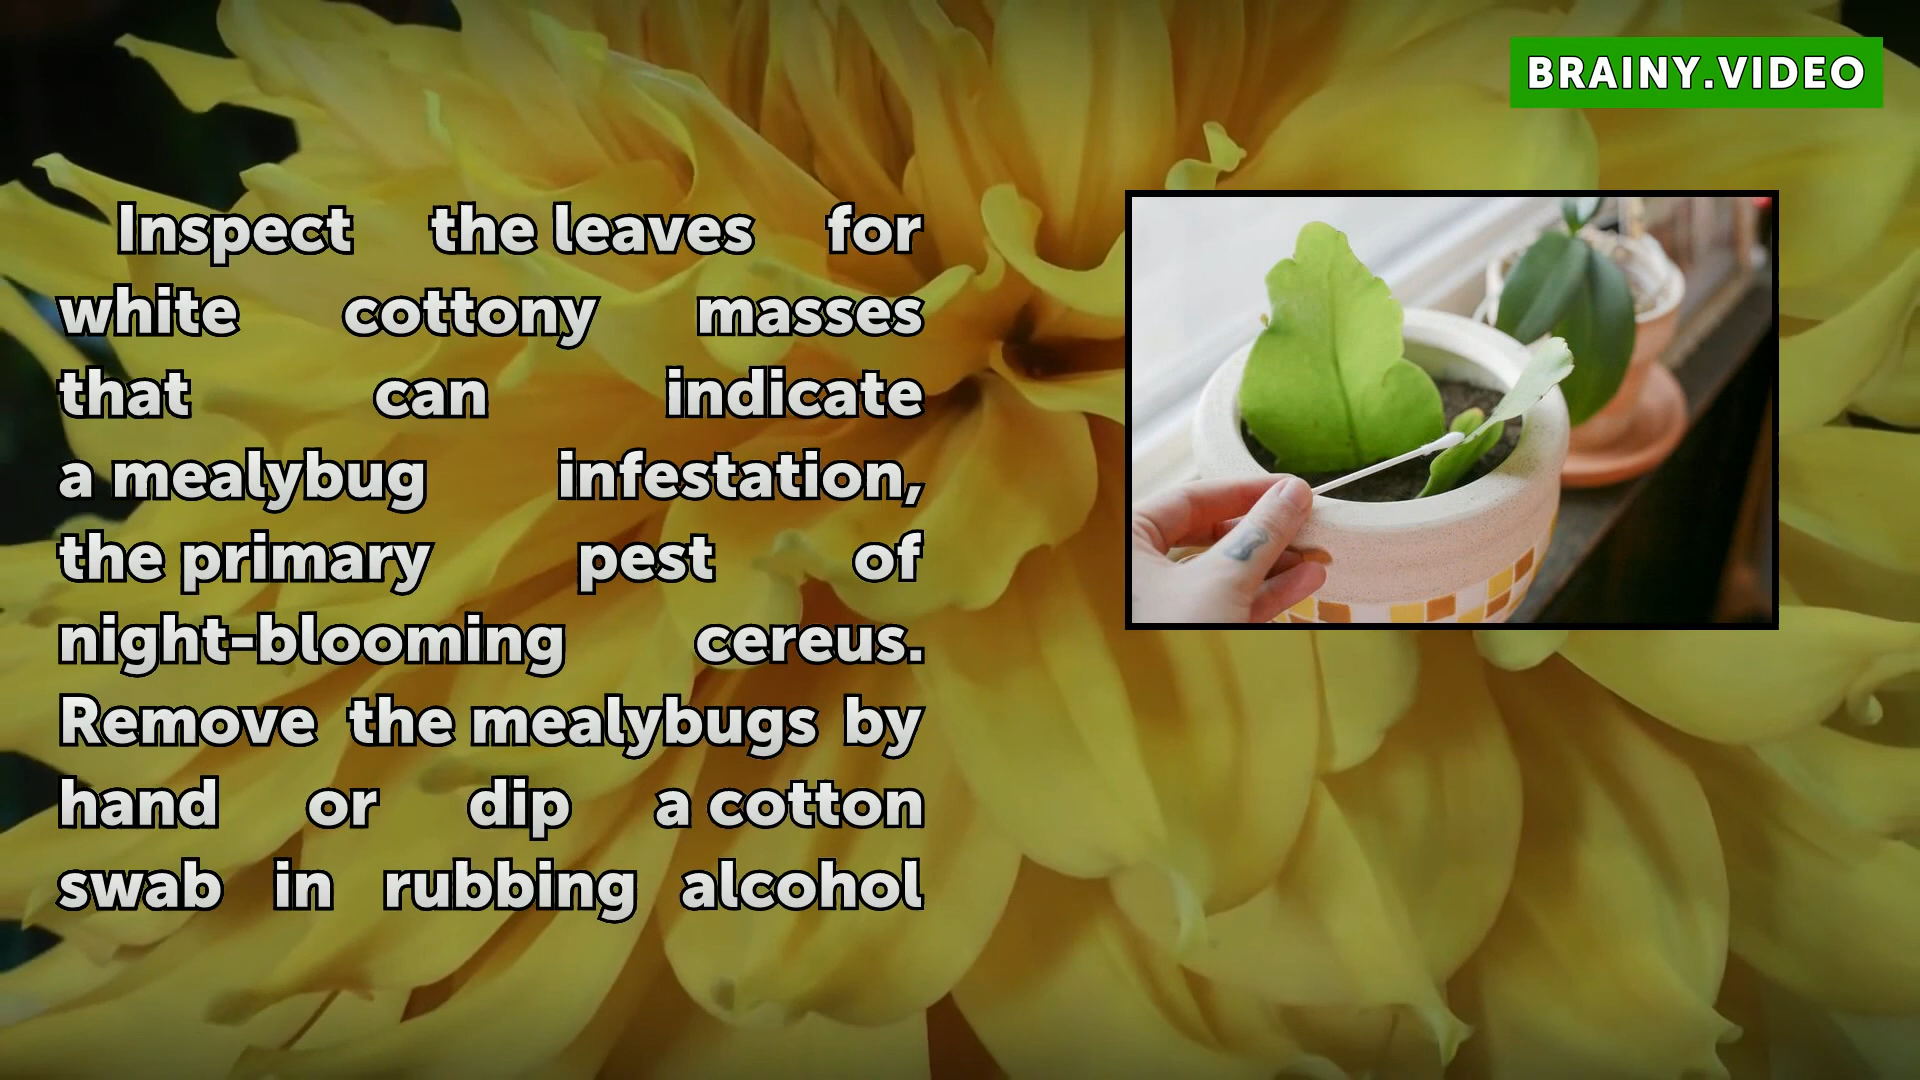 BRAINY.VIDEO
Inspect the leaves for
white cottony masses
that can indicate
a mealybug infestation,
the primary pest of
night-blooming cereus.
Remove the mealybugs by
hand or dip a cotton
swab in rubbing alcohol